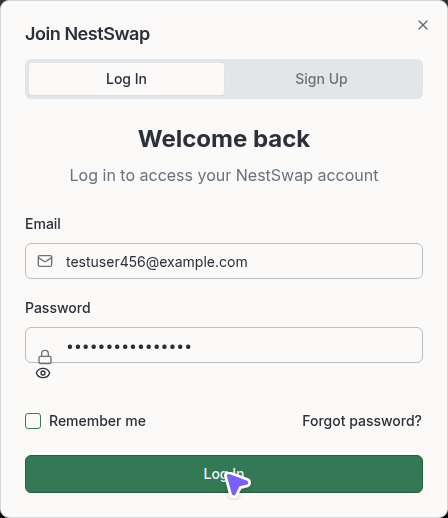 Join NestSwap
Log In
Sign Up
Welcome back
Log in to access your NestSwap account
Email
testuser456@example.com
Password
••••••••••••••••
Remember me
Forgot password?
Log In